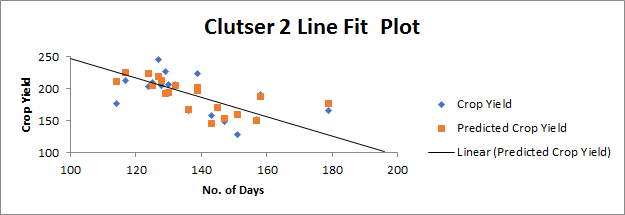 Clutser 2 Line Fit Plot
250
200
150
100
Crop Yield
100 120 140 160 180 200
No. of Days
Crop Yield
Predicted Crop Yield
Linear (Predicted Crop Yield)